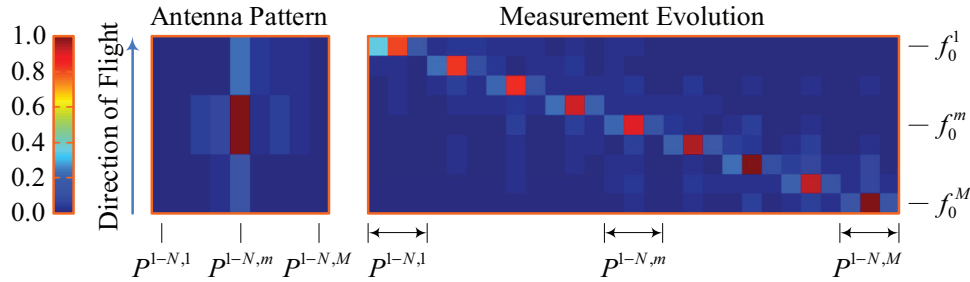 Antenna Pattern
Measurement Evolution
1.0
0.8
0.6
0.4
0.2
0.0
Direction of Flight
f_0^1
f_0^m
f_0^M
P^{1-N,1}
P^{1-N,m}
P^{1-N,M}
P^{1-N,1}
P^{1-N,m}
P^{1-N,M}